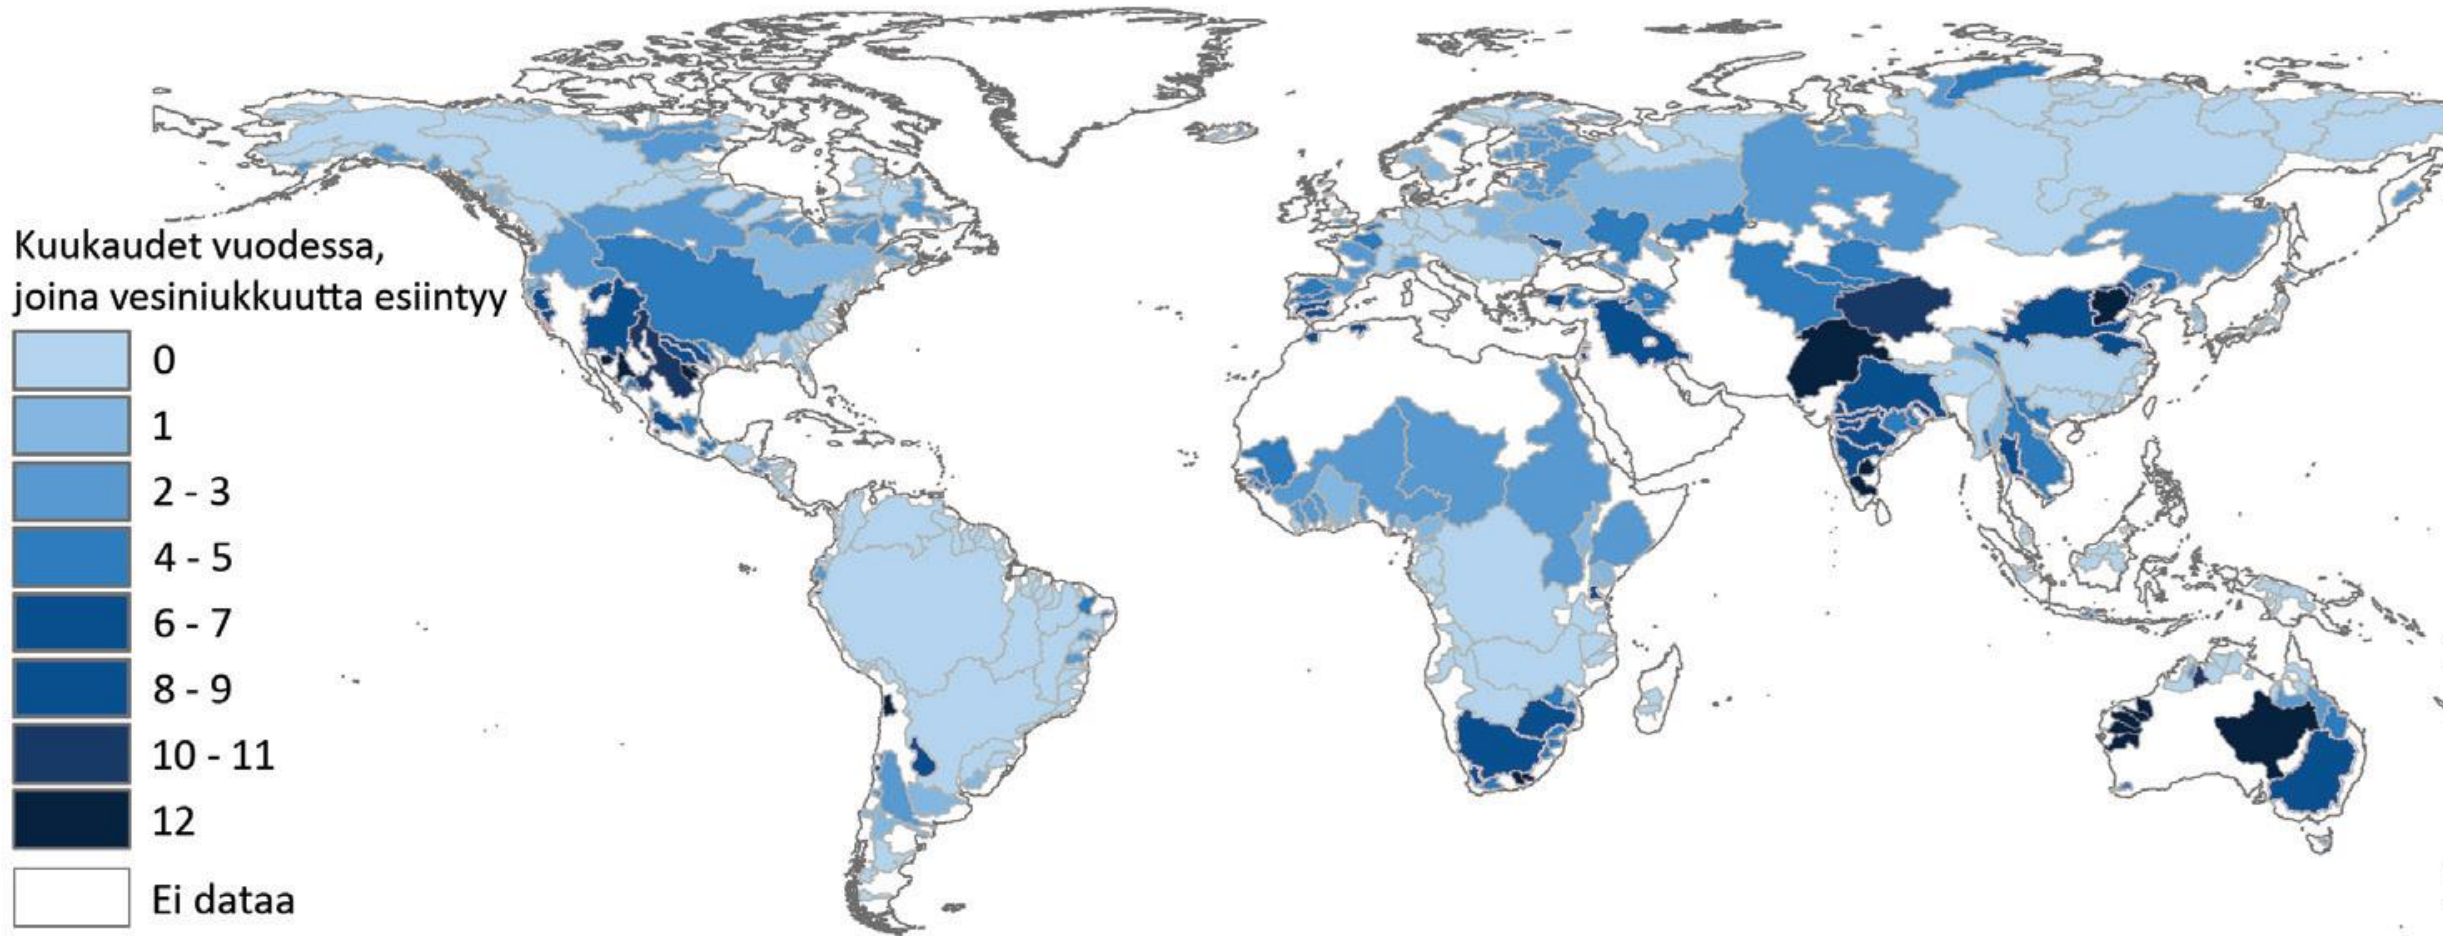 Kuukaudet vuodessa,
joina vesiniukkuutta esiintyy
0
1
2 - 3
4 - 5
6 - 7
8 - 9
10 - 11
12
Ei dataa